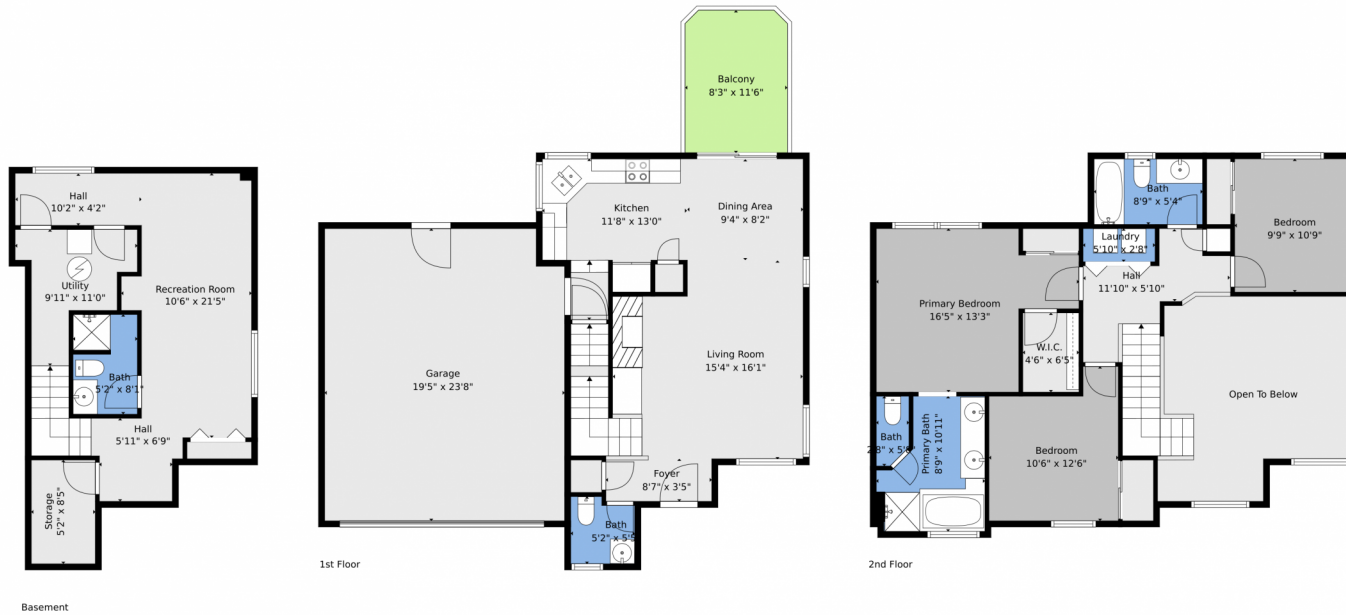 Balcony
8'3" x 11'6"
Hall
10'2" x 4'2"
Utility
9'11" x 11'0"
Recreation Room
10'6" x 21'5"
Bath
5'2" x 8'1"
Hall
5'11" x 6'9"
Storage
5'2" x 8'5"
Basement
Kitchen
11'8" x 13'0"
Dining Area
9'4" x 8'2"
Garage
19'5" x 23'8"
Living Room
15'4" x 16'1"
Foyer
8'7" x 3'5"
Bath
5'2" x 5'5"
1st Floor
Bath
8'9" x 5'4"
Bedroom
9'9" x 10'9"
Laundry
5'10" x 2'8"
Hall
11'10" x 5'10"
Primary Bedroom
16'5" x 13'3"
W.I.C.
4'6" x 6'5"
Open To Below
Bath
2'8" x
Primary Bath
8'9" x 10'11"
Bedroom
10'6" x 12'6"
2nd Floor